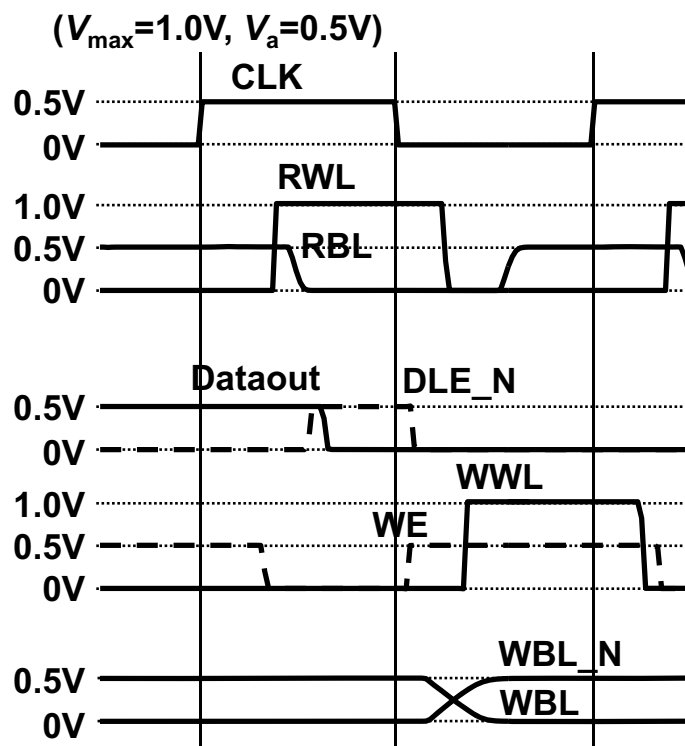 (Vmax=1.0V, Va=0.5V)
CLK
0.5V
0V
RWL
1.0V
0.5V
RBL
0V
Dataout
DLE_N
0.5V
0V
WWL
1.0V
WE
0.5V
0V
WBL_N
0.5V
WBL
0V